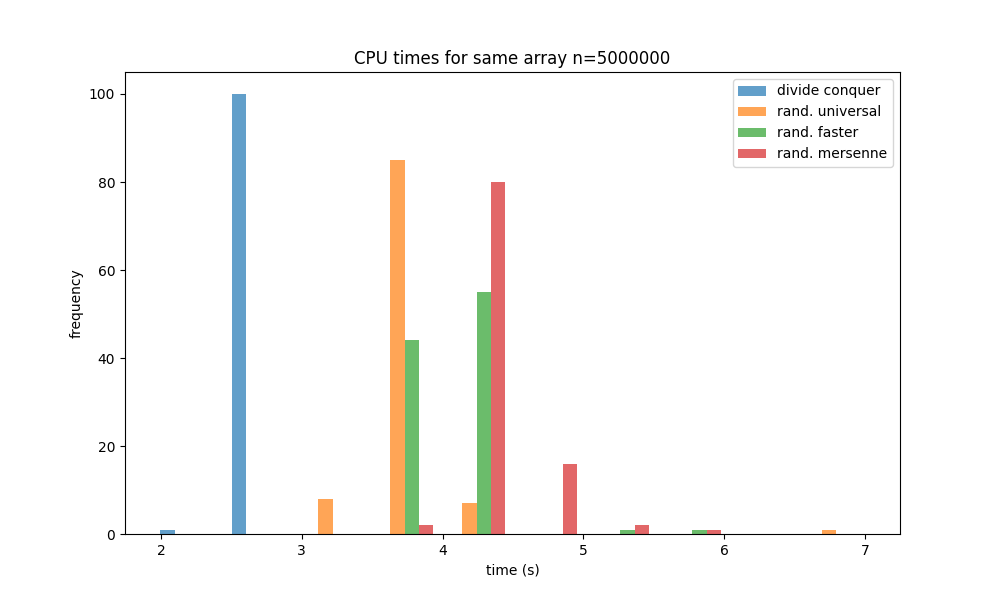 CPU times for same array n=5000000
divide conquer
rand. universal
rand. faster
rand. mersenne
frequency
100
80
60
40
20
0
2 3 4 5 6 7
time (s)